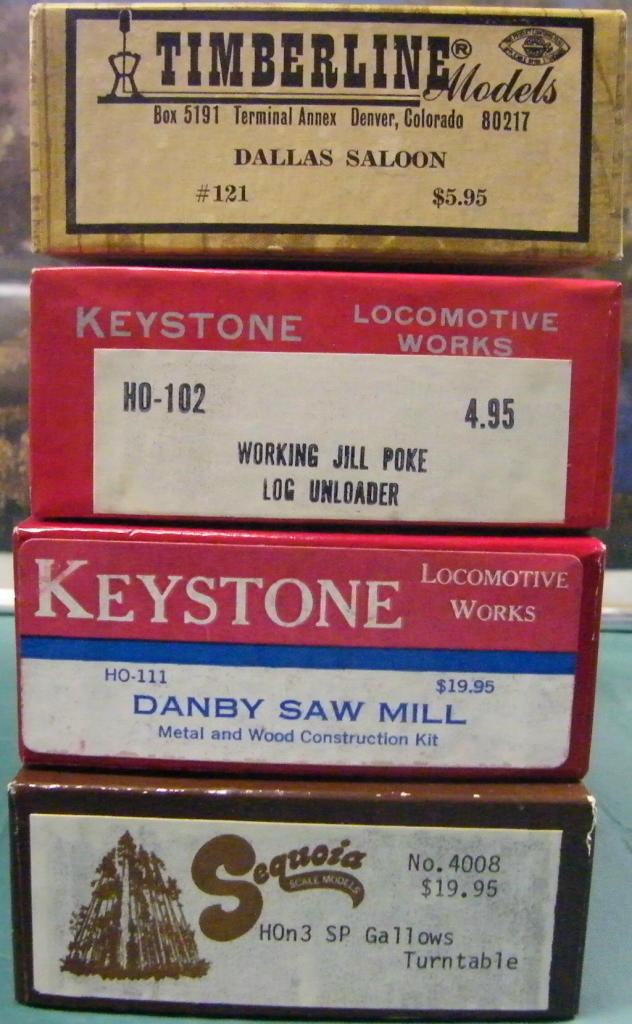 TIMBERLINE®
Models
Box 5191 Terminal Annex Denver, Colorado 80217
DALLAS SALOON
#121 $5.95
KEYSTONE LOCOMOTIVE
WORKS
HO-102 4.95
WORKING JILL POKE
LOG UNLOADER
KEYSTONE LOCOMOTIVE
WORKS
HO-111 $19.95
DANBY SAW MILL
Metal and Wood Construction Kit
Sequoia
SCALE MODELS
No.4008
$19.95
HOn3 SP Gallows
Turntable